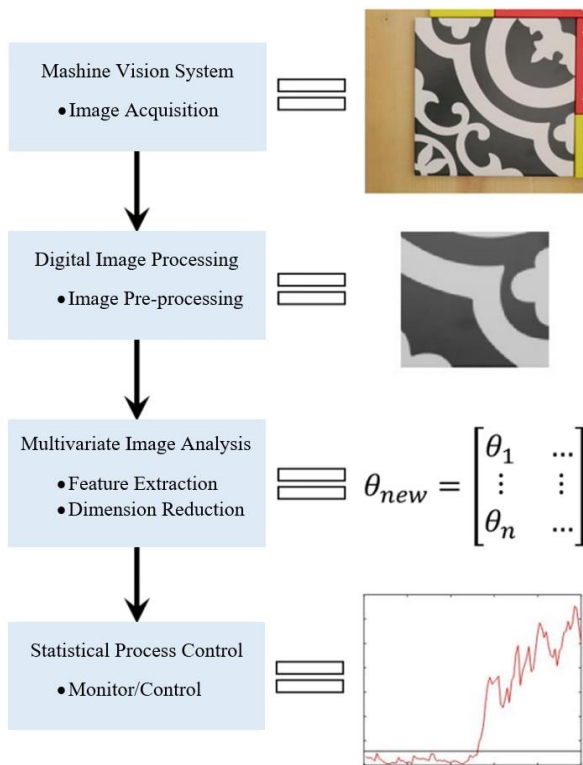 Mashine Vision System
•Image Acquisition
Digital Image Processing
•Image Pre-processing
Multivariate Image Analysis
•Feature Extraction
•Dimension Reduction
θnew = [θ1 ... ⋮ ⋮ θn ...]
Statistical Process Control
•Monitor/Control